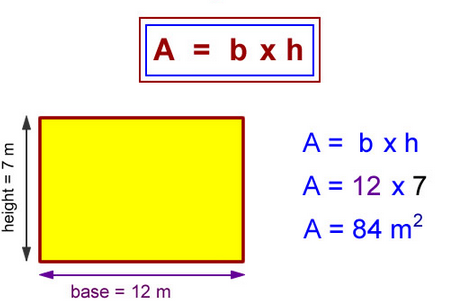 A = b x h
height = 7 m
A = b x h
A = 12 x 7
A = 84 m²
base = 12 m